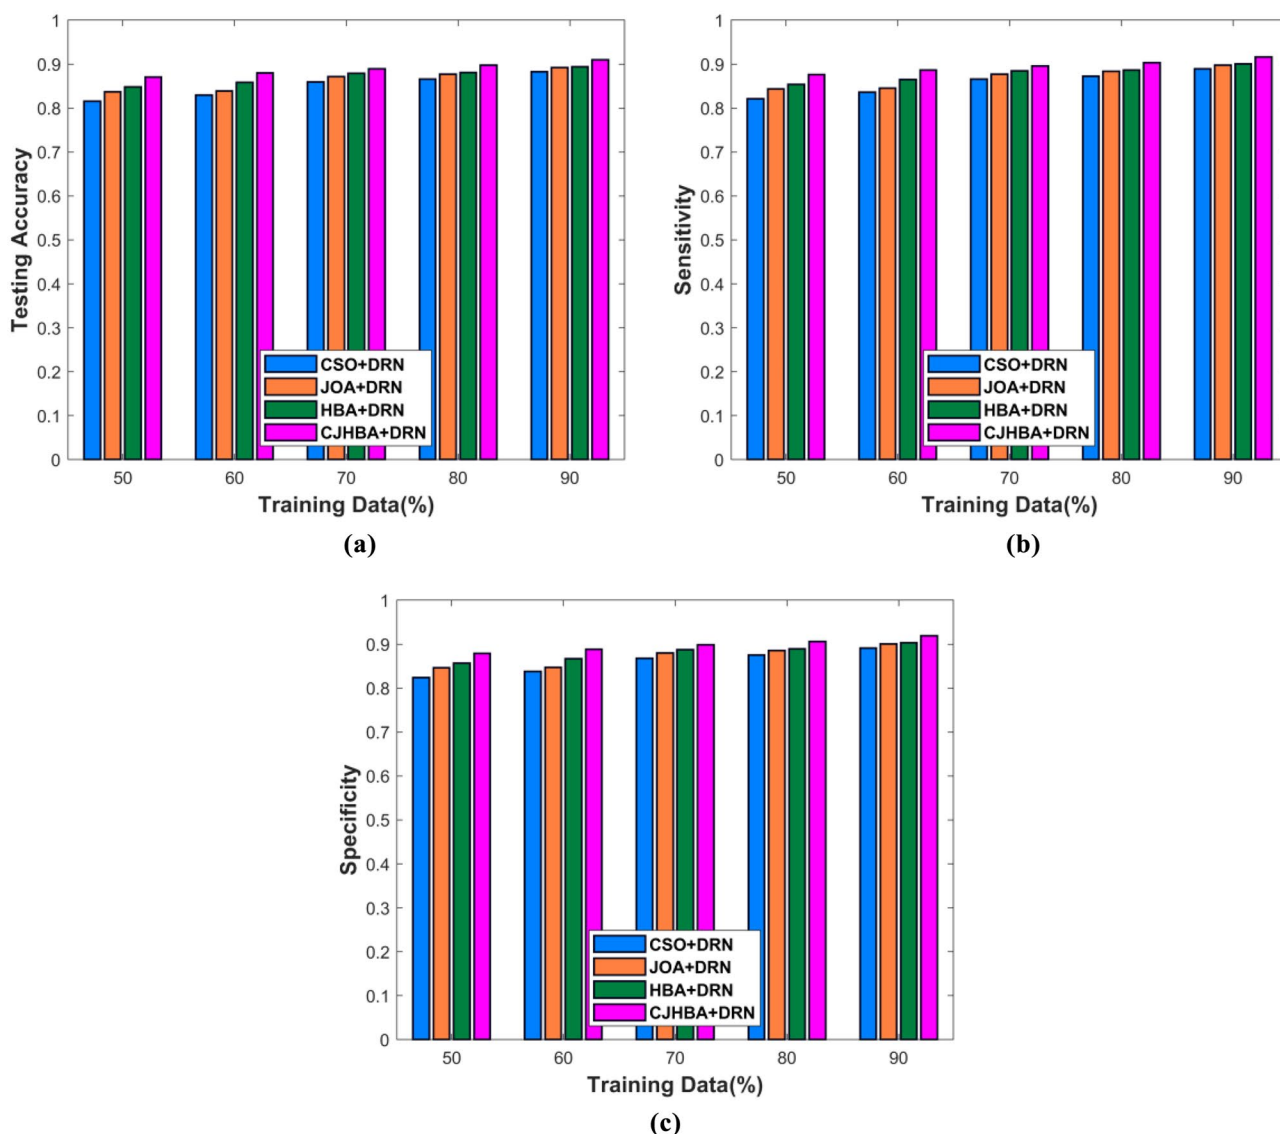 1
0.9
0.8
0.7
0.6
0.5
0.4
0.3
0.2
0.1
0
Testing Accuracy
CSO+DRN
JOA+DRN
HBA+DRN
CJHBA+DRN
50 60 70 80 90
Training Data(%)
(a)
1
0.9
0.8
0.7
0.6
0.5
0.4
0.3
0.2
0.1
0
Sensitivity
CSO+DRN
JOA+DRN
HBA+DRN
CJHBA+DRN
50 60 70 80 90
Training Data(%)
(b)
1
0.9
0.8
0.7
0.6
0.5
0.4
0.3
0.2
0.1
0
Specificity
CSO+DRN
JOA+DRN
HBA+DRN
CJHBA+DRN
50 60 70 80 90
Training Data(%)
(c)